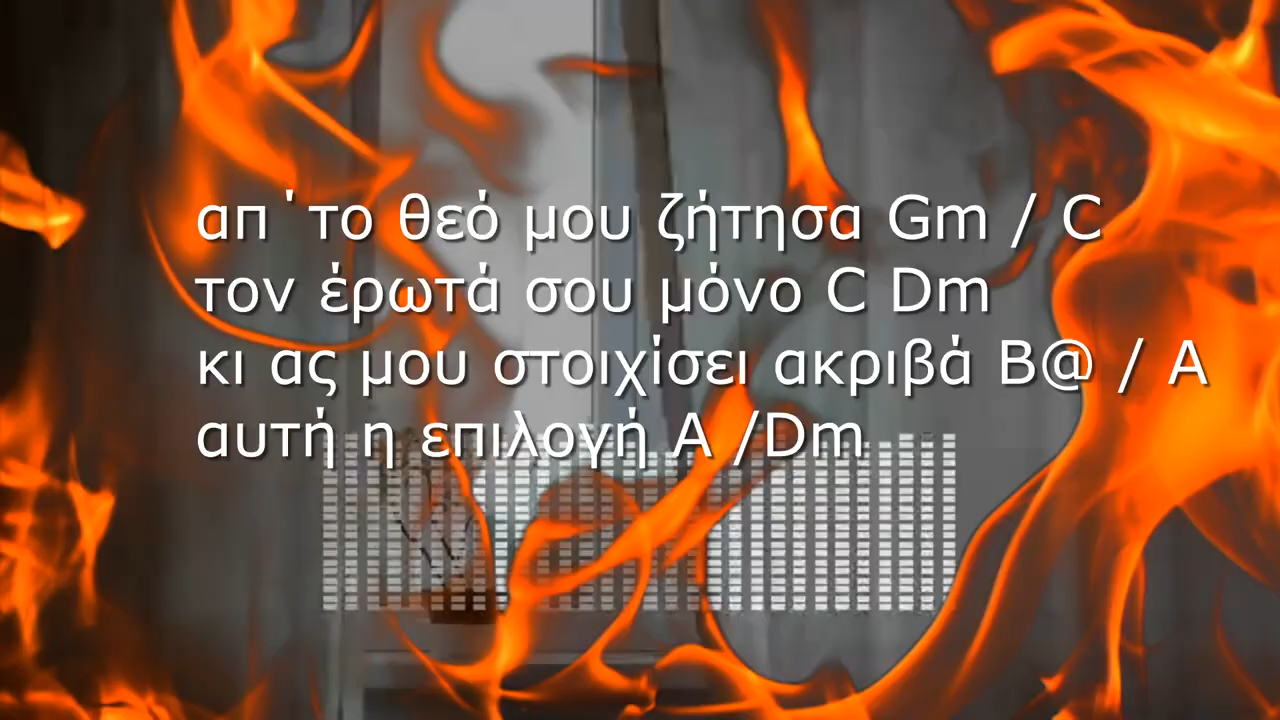 απ΄το θεό μου ζήτησα Gm / C
τον έρωτά σου μόνο C Dm
κι ας μου στοιχίσει ακριβά B@ / A
αυτή η επιλογή A /Dm